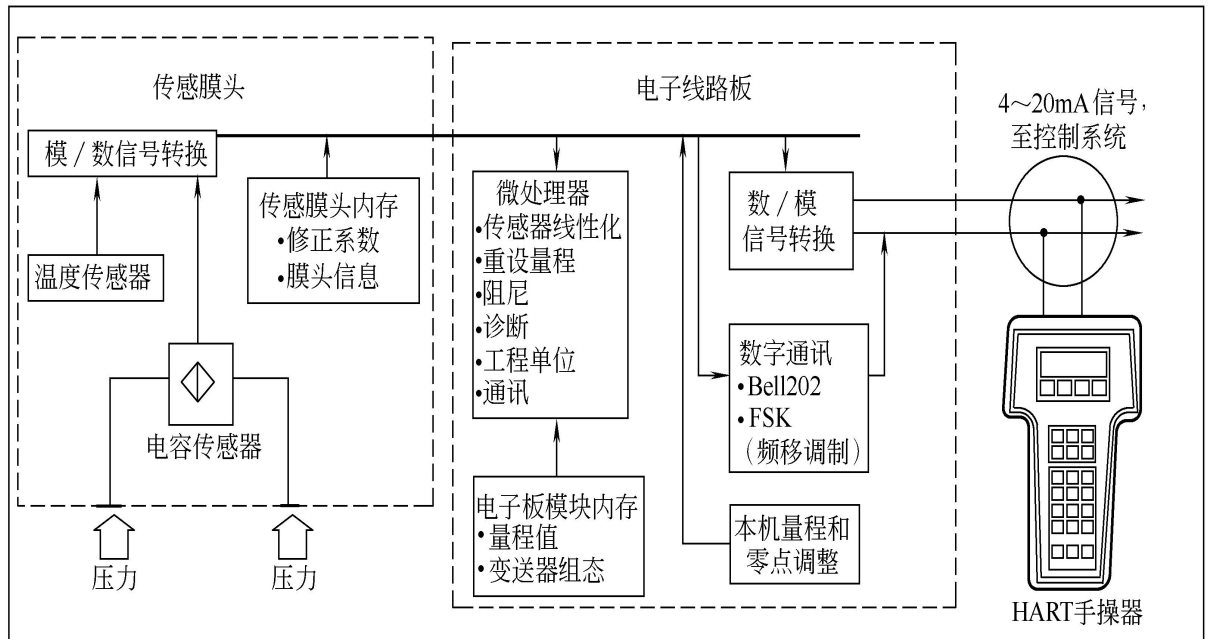 传感膜头
模/数信号转换
传感膜头内存
•修正系数
•膜头信息
温度传感器
电容传感器
压力
压力
电子线路板
微处理器
•传感器线性化
•重设量程
•阻尼
•诊断
•工程单位
•通讯
电子板模块内存
•量程值
•变送器组态
数/模
信号转换
数字通讯
•Bell202
•FSK
（频移调制）
本机量程和
零点调整
4～20mA信号，
至控制系统
HART手操器